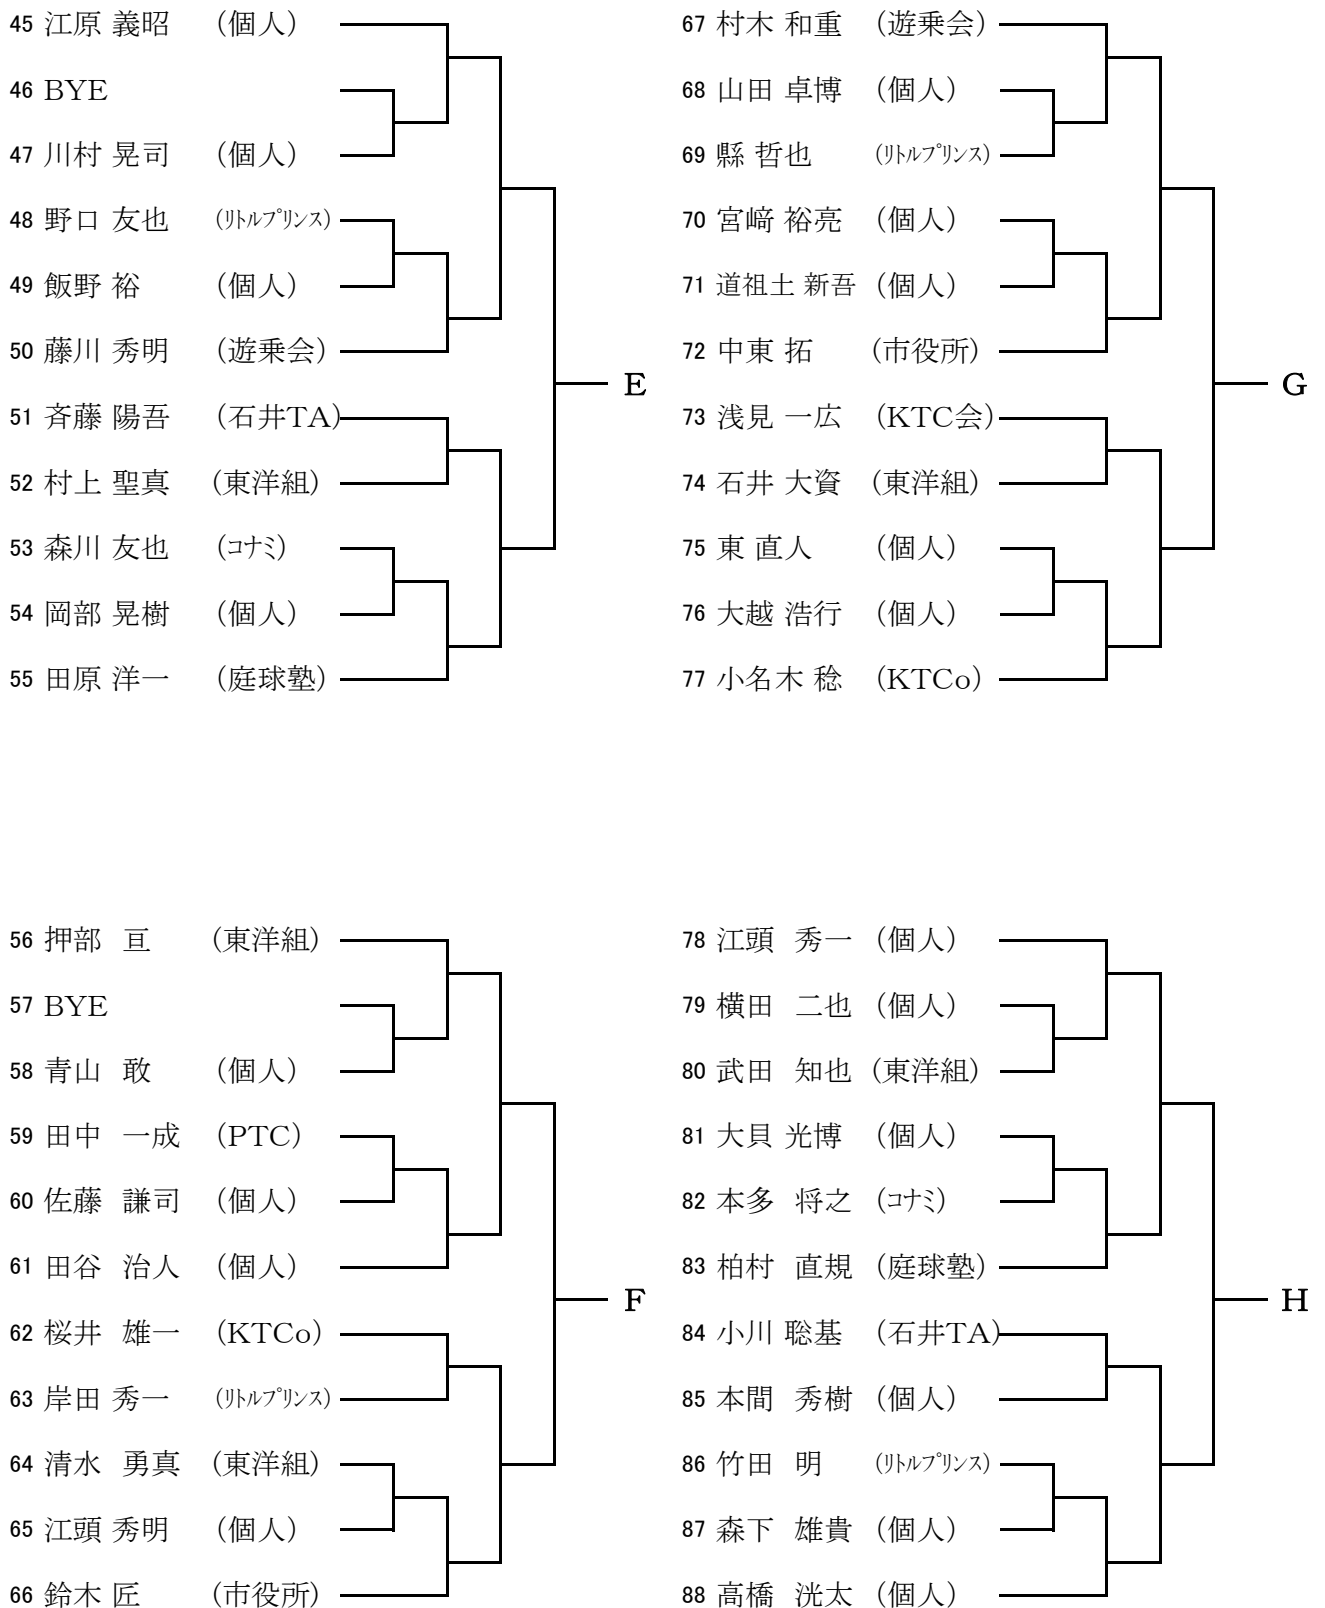 45 江原 義昭 （個人）
46 BYE
47 川村 晃司 （個人）
48 野口 友也 （ﾘﾄﾙﾌﾟﾘﾝｽ）
49 飯野 裕 （個人）
50 藤川 秀明 （遊乗会）
51 斉藤 陽吾 （石井TA）
52 村上 聖真 （東洋組）
53 森川 友也 （ｺﾅﾐ）
54 岡部 晃樹 （個人）
55 田原 洋一 （庭球塾）
E
67 村木 和重 （遊乗会）
68 山田 卓博 （個人）
69 縣 哲也 （ﾘﾄﾙﾌﾟﾘﾝｽ）
70 宮﨑 裕亮 （個人）
71 道祖土 新吾 （個人）
72 中東 拓 （市役所）
73 浅見 一広 （KTC会）
74 石井 大資 （東洋組）
75 東 直人 （個人）
76 大越 浩行 （個人）
77 小名木 稔 （KTCo）
G
56 押部 亘 （東洋組）
57 BYE
58 青山 敢 （個人）
59 田中 一成 （PTC）
60 佐藤 謙司 （個人）
61 田谷 治人 （個人）
62 桜井 雄一 （KTCo）
63 岸田 秀一 （ﾘﾄﾙﾌﾟﾘﾝｽ）
64 清水 勇真 （東洋組）
65 江頭 秀明 （個人）
66 鈴木 匠 （市役所）
F
78 江頭 秀一 （個人）
79 横田 二也 （個人）
80 武田 知也 （東洋組）
81 大貝 光博 （個人）
82 本多 将之 （ｺﾅﾐ）
83 柏村 直規 （庭球塾）
84 小川 聡基 （石井TA）
85 本間 秀樹 （個人）
86 竹田 明 （ﾘﾄﾙﾌﾟﾘﾝｽ）
87 森下 雄貴 （個人）
88 高橋 洸太 （個人）
H